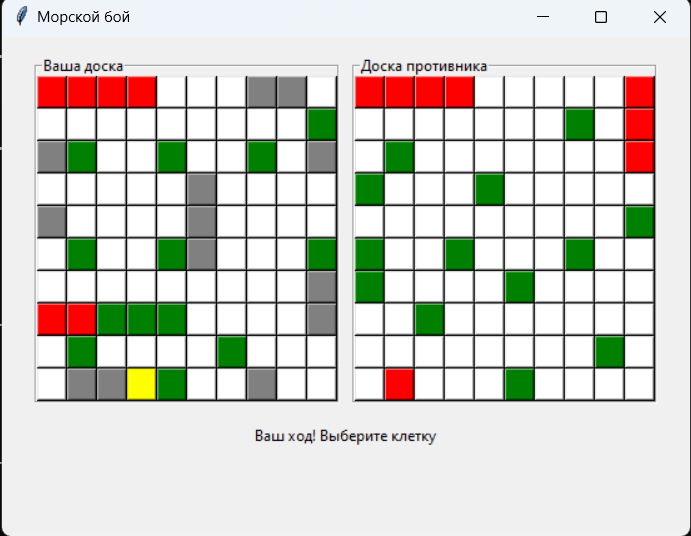 Морской бой
Ваша доска
Доска противника
Ваш ход! Выберите клетку